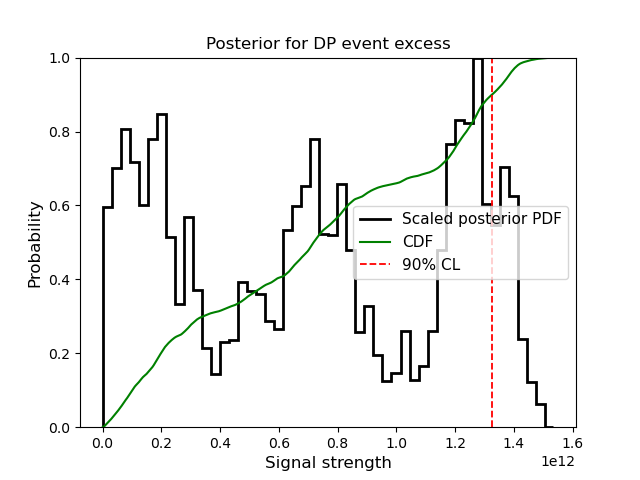 Posterior for DP event excess
Probability
1.0
0.8
0.6
0.4
0.2
0.0
Scaled posterior PDF
CDF
90% CL
0.0 0.2 0.4 0.6 0.8 1.0 1.2 1.4 1.6
1e12
Signal strength